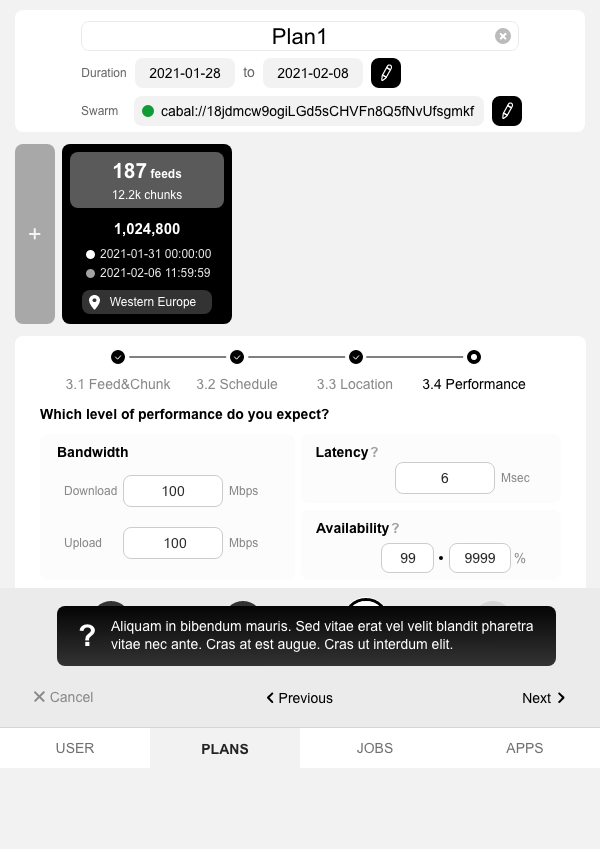 Plan1
Duration 2021-01-28 to 2021-02-08
Swarm cabal://18jdmcw9ogiLGd5sCHVFn8Q5fNvUfsgmkf
187 feeds
12.2k chunks
+
1,024,800
2021-01-31 00:00:00
2021-02-06 11:59:59
Western Europe
3.1 Feed&Chunk 3.2 Schedule 3.3 Location 3.4 Performance
Which level of performance do you expect?
Bandwidth
Download 100 Mbps
Upload 100 Mbps
Latency ?
6 Msec
Availability ?
99 • 9999 %
? Aliquam in bibendum mauris. Sed vitae erat vel velit blandit pharetra
vitae nec ante. Cras at est augue. Cras ut interdum elit.
Cancel Previous Next
USER PLANS JOBS APPS